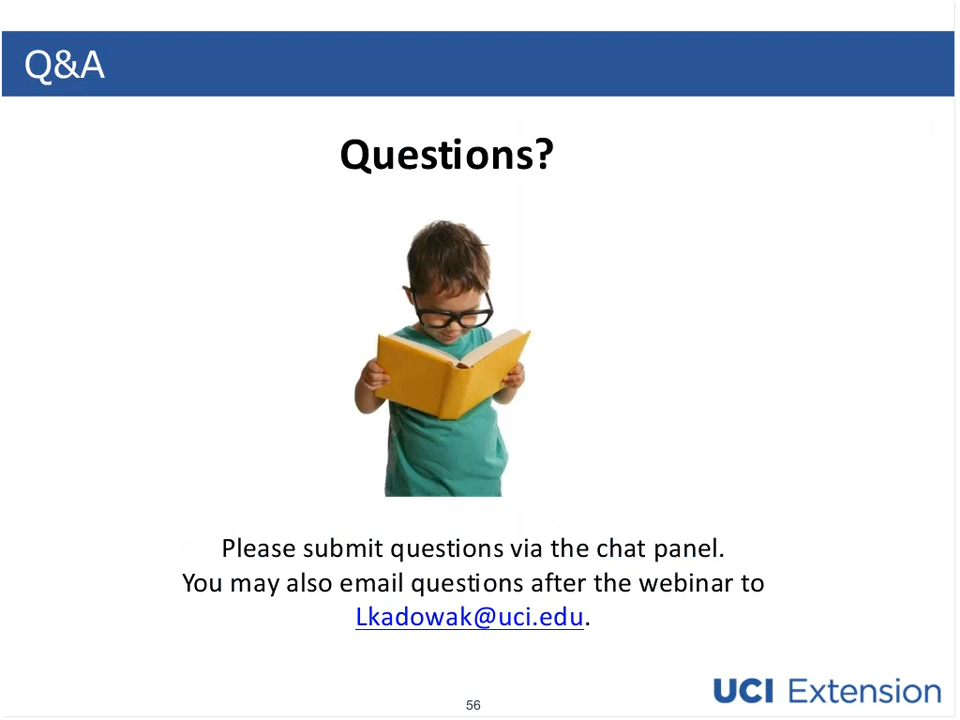 Q&A
Questions?
Please submit questions via the chat panel.
You may also email questions after the webinar to
Lkadowak@uci.edu.
UCI Extension
56